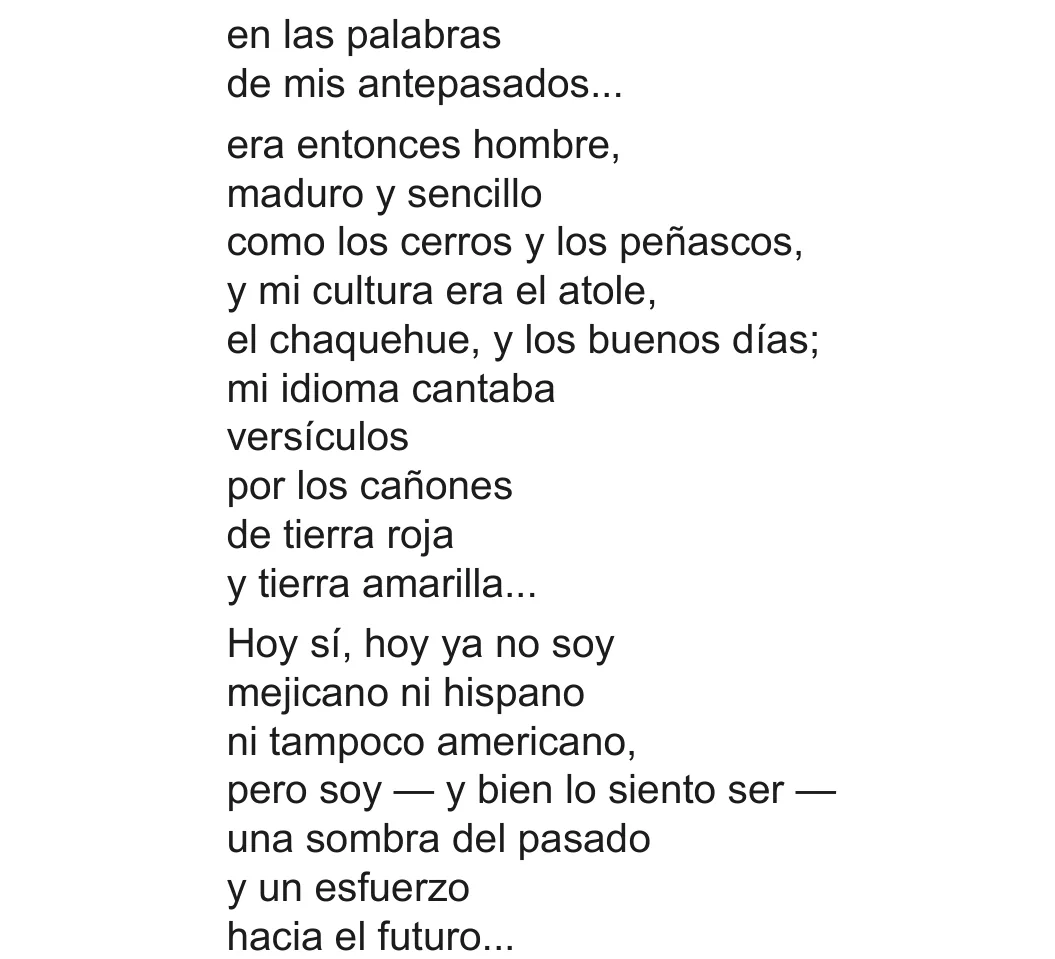 en las palabras
de mis antepasados...
era entonces hombre,
maduro y sencillo
como los cerros y los peñascos,
y mi cultura era el atole,
el chaquehue, y los buenos días;
mi idioma cantaba
versículos
por los cañones
de tierra roja
y tierra amarilla...
Hoy sí, hoy ya no soy
mejicano ni hispano
ni tampoco americano,
pero soy — y bien lo siento ser —
una sombra del pasado
y un esfuerzo
hacia el futuro...